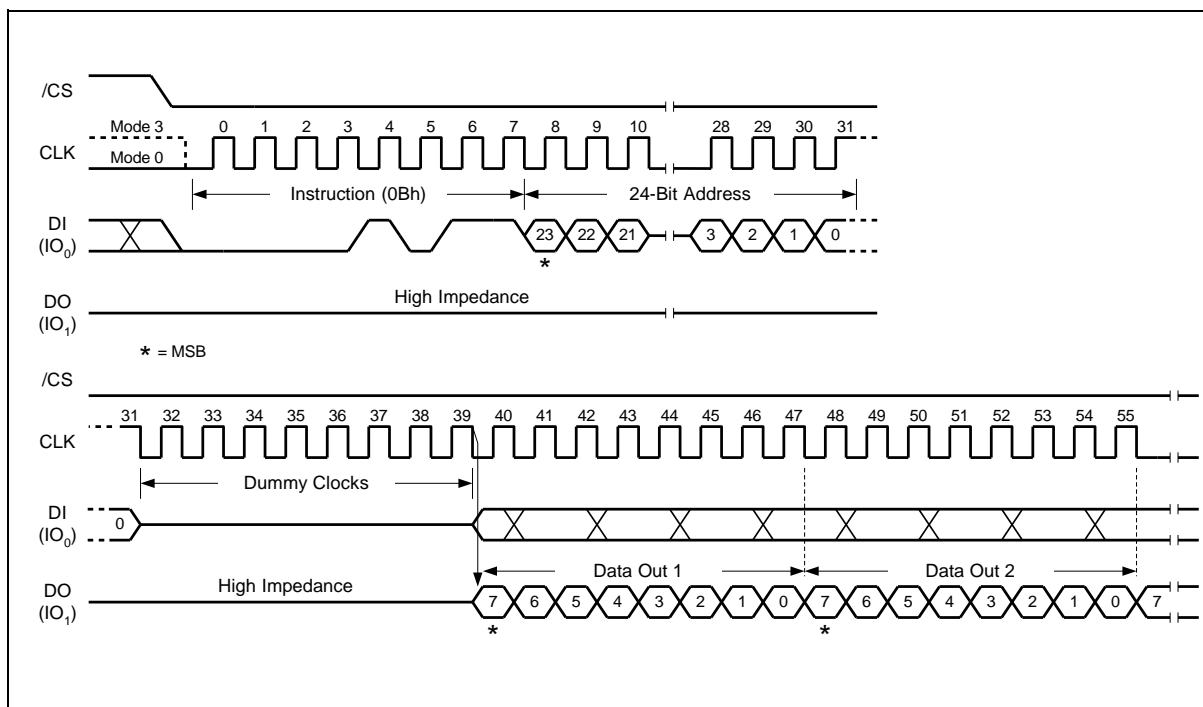 /CS
Mode 3 0 1 2 3 4 5 6 7 8 9 10 28 29 30 31
CLK Mode 0
Instruction (0Bh) 24-Bit Address
DI
(IO0) 23 22 21 3 2 1 0
*
High Impedance
DO
(IO1)
* = MSB
/CS
31 32 33 34 35 36 37 38 39 40 41 42 43 44 45 46 47 48 49 50 51 52 53 54 55
CLK
Dummy Clocks
DI
(IO0) 0
High Impedance Data Out 1 Data Out 2
DO
(IO1) 7 6 5 4 3 2 1 0 7 6 5 4 3 2 1 0 7
* *